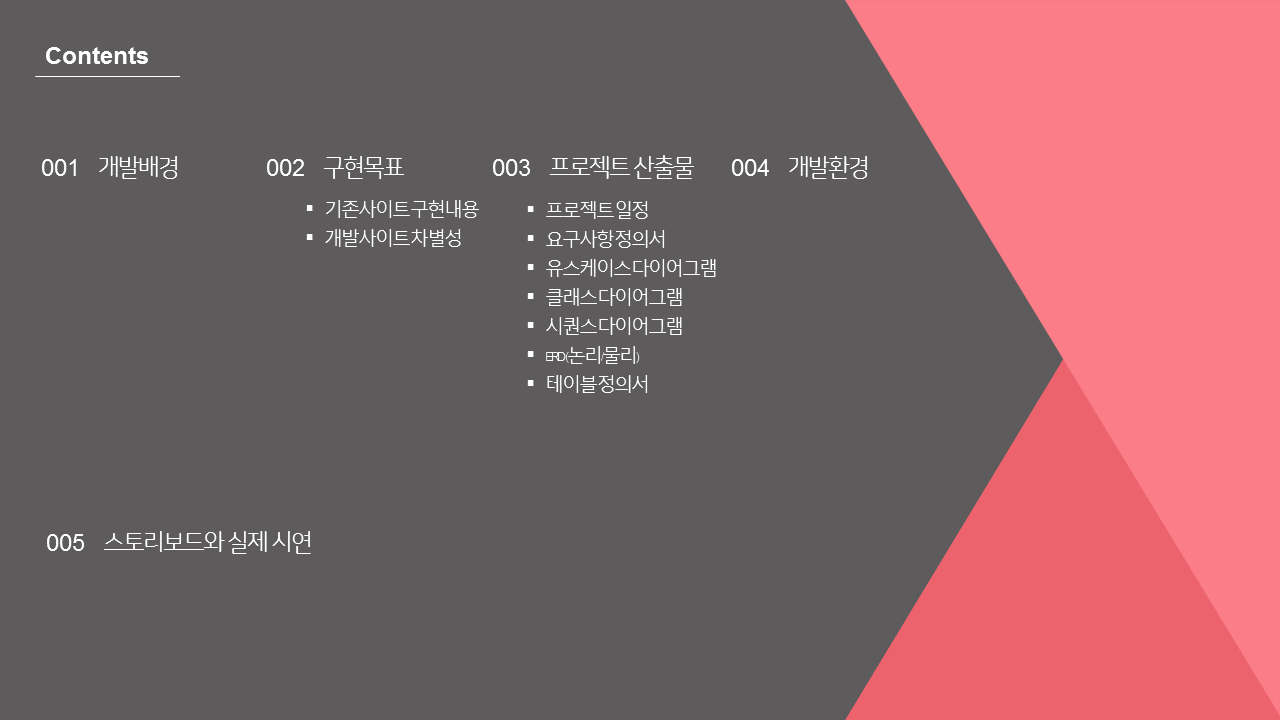 Contents
001 개발배경
002 구현목표
▪ 기존사이트구현내용
▪ 개발사이트차별성
003 프로젝트 산출물
▪ 프로젝트일정
▪ 요구사항정의서
▪ 유스케이스다이어그램
▪ 클래스다이어그램
▪ 시퀀스다이어그램
▪ ERD(논리/물리)
▪ 테이블정의서
004 개발환경
005 스토리보드와 실제 시연